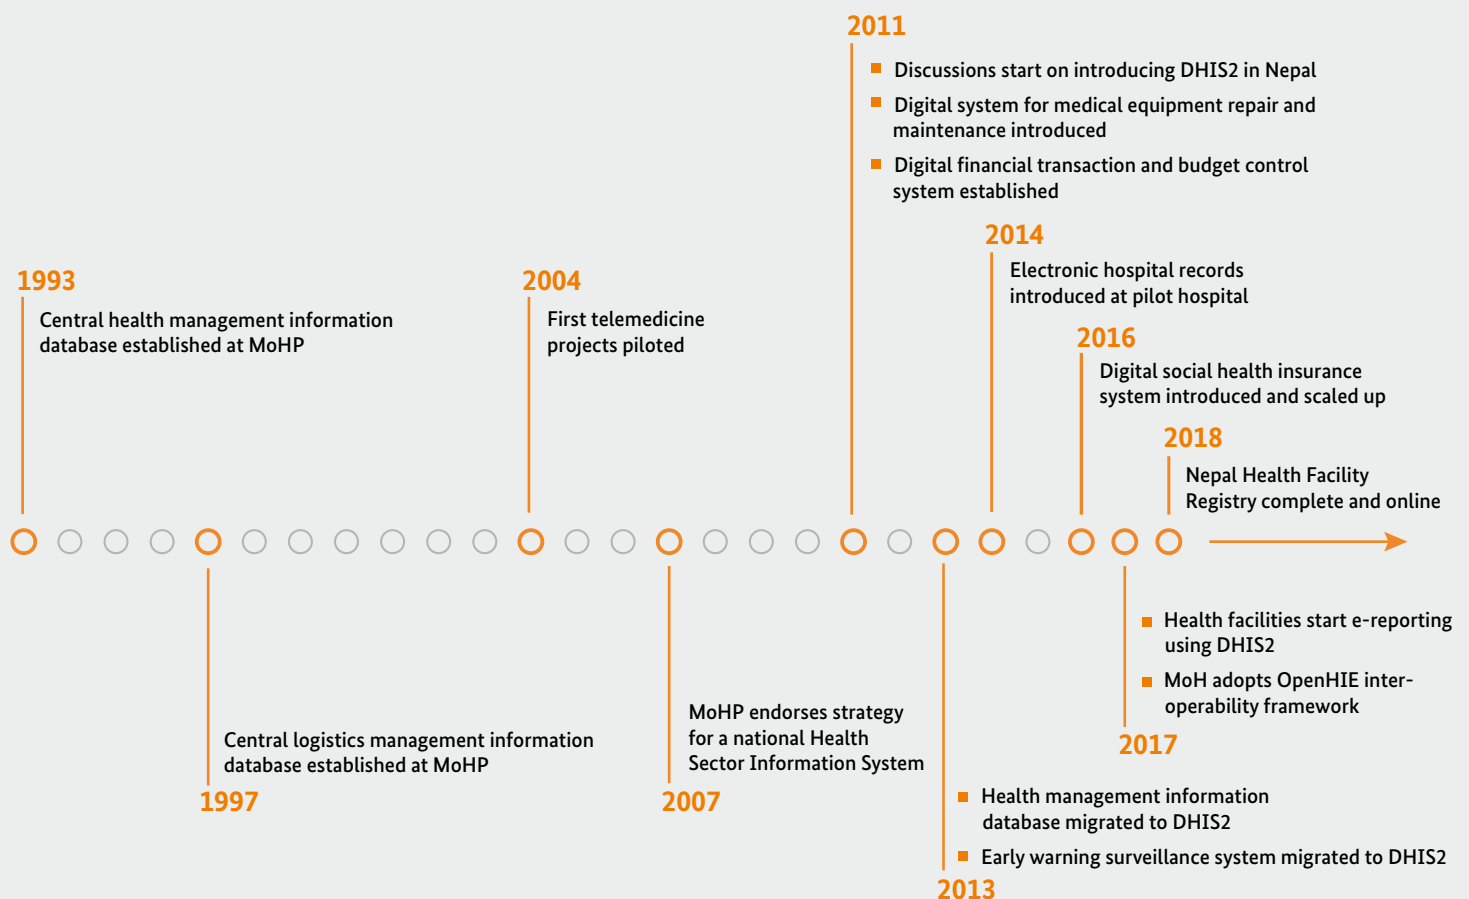 1993
Central health management information
database established at MoHP
1997
Central logistics management information
database established at MoHP
2004
First telemedicine
projects piloted
2007
MoHP endorses strategy
for a national Health
Sector Information System
2011
Discussions start on introducing DHIS2 in Nepal
Digital system for medical equipment repair and
maintenance introduced
Digital financial transaction and budget control
system established
2013
Health management information
database migrated to DHIS2
Early warning surveillance system migrated to DHIS2
2014
Electronic hospital records
introduced at pilot hospital
2016
Digital social health insurance
system introduced and scaled up
2017
Health facilities start e-reporting
using DHIS2
MoH adopts OpenHIE inter-
operability framework
2018
Nepal Health Facility
Registry complete and online